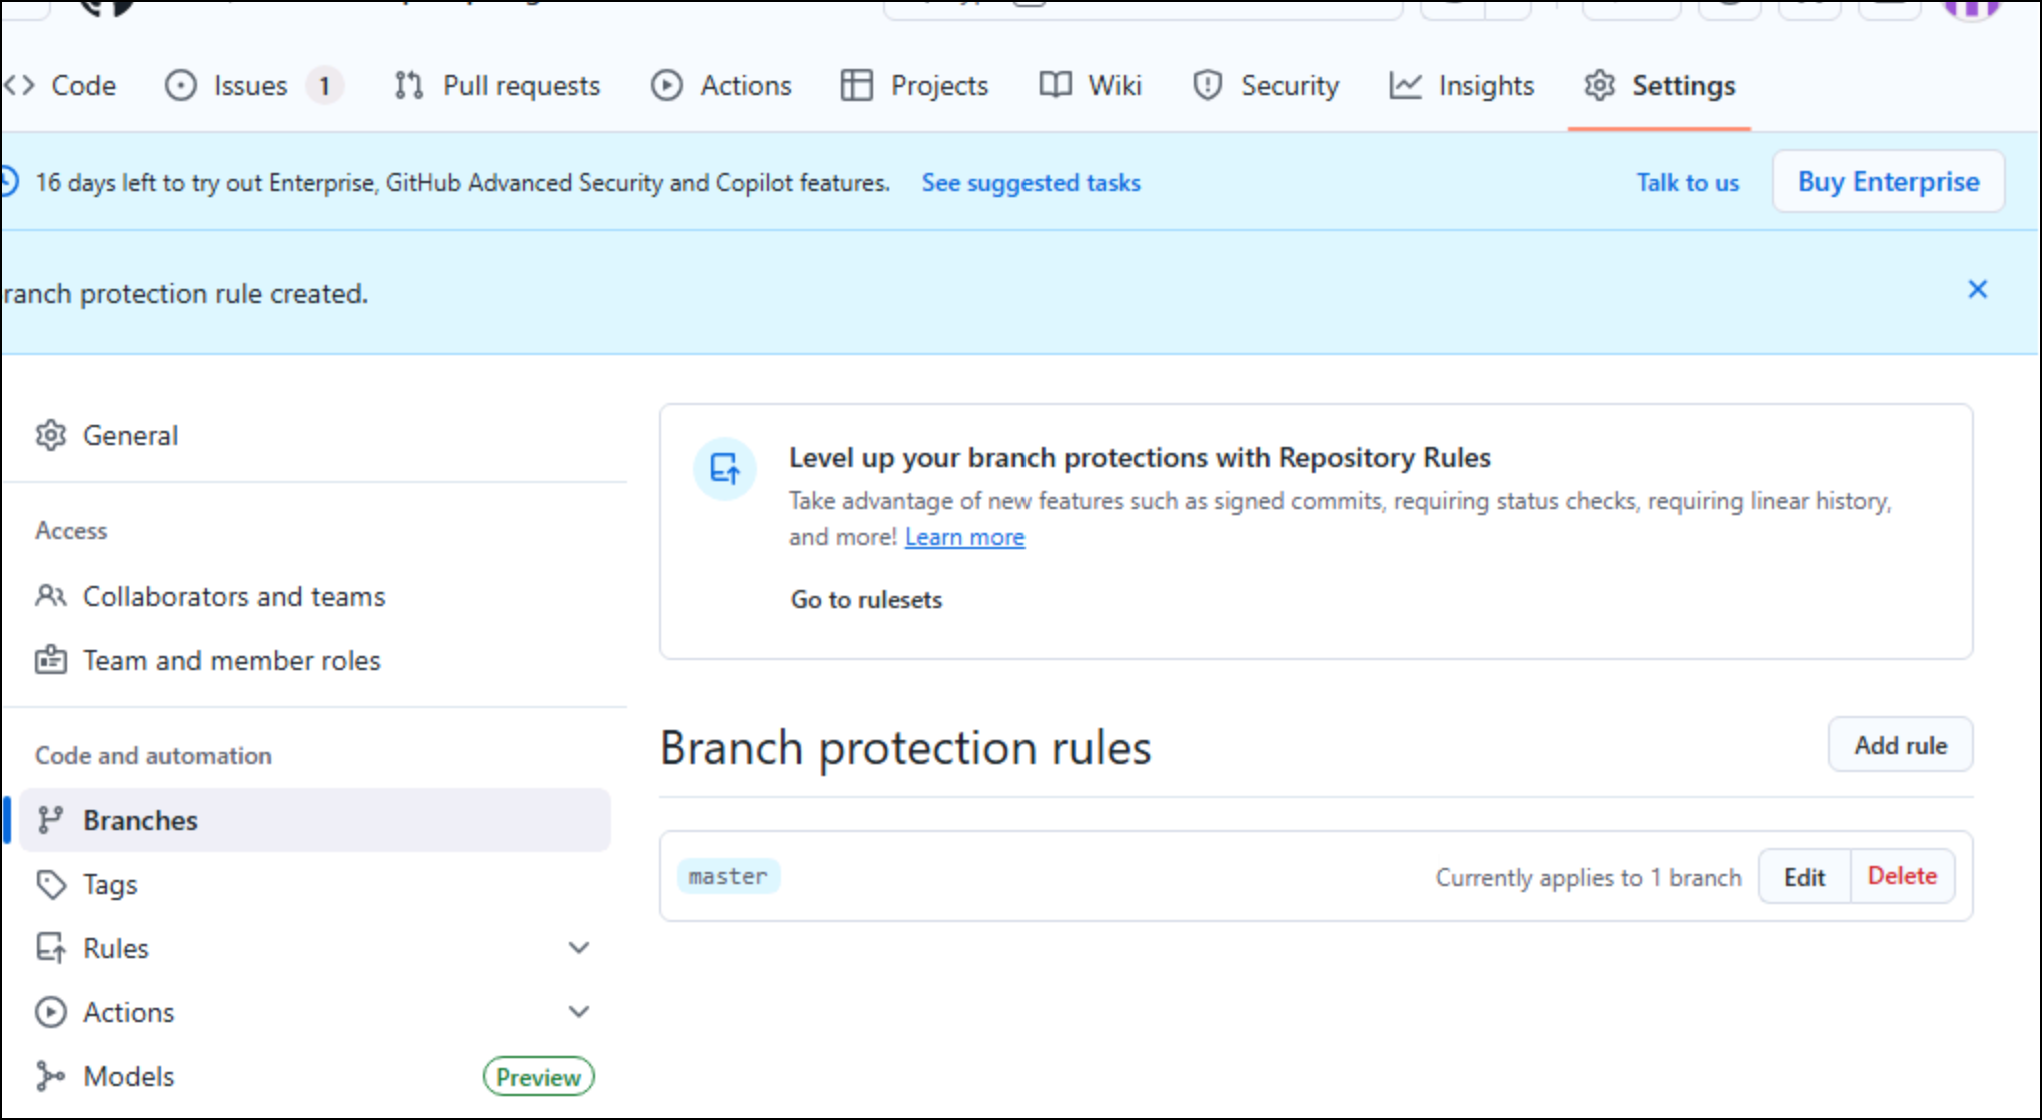 Code Issues 1 Pull requests Actions Projects Wiki Security Insights Settings
16 days left to try out Enterprise, GitHub Advanced Security and Copilot features. See suggested tasks Talk to us Buy Enterprise
ranch protection rule created.
General
Access
Collaborators and teams
Team and member roles
Code and automation
Branches
Tags
Rules
Actions
Models Preview
Level up your branch protections with Repository Rules
Take advantage of new features such as signed commits, requiring status checks, requiring linear history,
and more! Learn more
Go to rulesets
Branch protection rules Add rule
master Currently applies to 1 branch Edit Delete